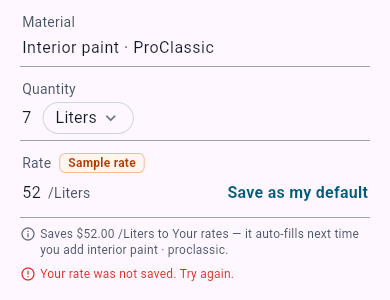 Material
Interior paint · ProClassic
Quantity
7 Liters
Rate Sample rate
52 /Liters Save as my default
Saves $52.00 /Liters to Your rates — it auto-fills next time
you add interior paint · proclassic.
Your rate was not saved. Try again.